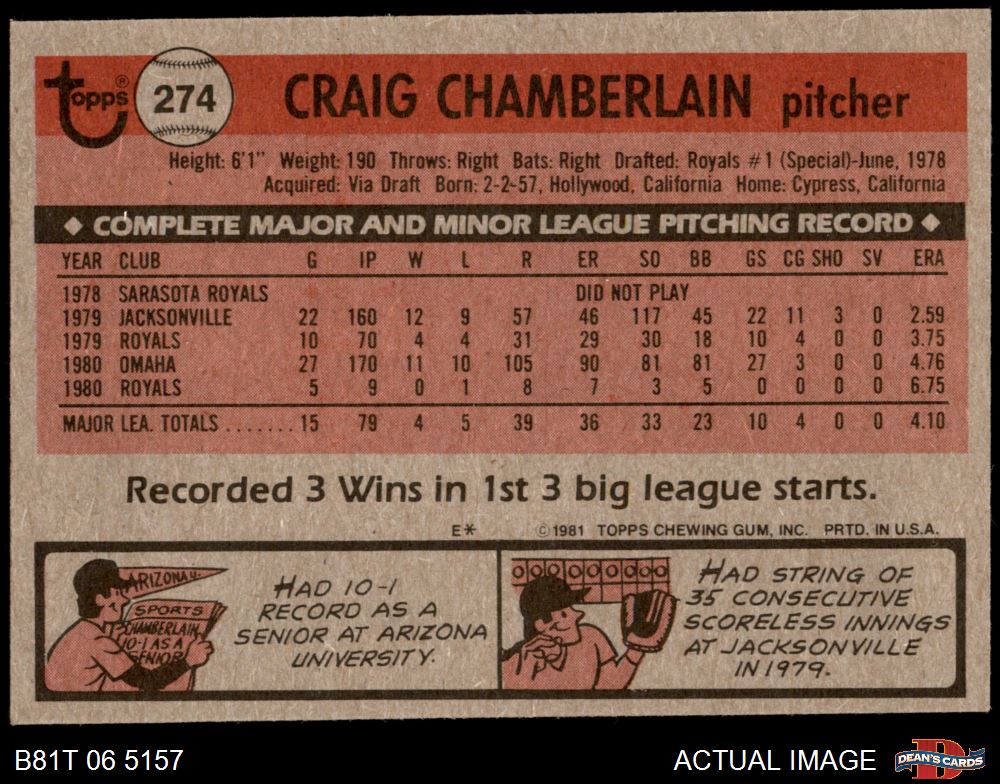 Topps® 274 CRAIG CHAMBERLAIN pitcher
Height: 6'1" Weight: 190 Throws: Right Bats: Right Drafted: Royals #1 (Special)-June, 1978
Acquired: Via Draft Born: 2-2-57, Hollywood, California Home: Cypress, California
◆ COMPLETE MAJOR AND MINOR LEAGUE PITCHING RECORD ◆
YEAR CLUB G IP W L R ER SO BB GS CG SHO SV ERA
1978 SARASOTA ROYALS DID NOT PLAY
1979 JACKSONVILLE 22 160 12 9 57 46 117 45 22 11 3 0 2.59
1979 ROYALS 10 70 4 4 31 29 30 18 10 4 0 0 3.75
1980 OMAHA 27 170 11 10 105 90 81 81 27 3 0 0 4.76
1980 ROYALS 5 9 0 1 8 7 3 5 0 0 0 0 6.75
MAJOR LEA. TOTALS ....... 15 79 4 5 39 36 33 23 10 4 0 0 4.10
Recorded 3 Wins in 1st 3 big league starts.
E* ©1981 TOPPS CHEWING GUM, INC. PRTD. IN U.S.A.
ARIZONA U.
SPORTS
CHAMBERLAIN
10-1 AS A
SENIOR
HAD 10-1
RECORD AS A
SENIOR AT ARIZONA
UNIVERSITY.
0 0 0 0 0 0 0 0 0
HAD STRING OF
35 CONSECUTIVE
SCORELESS INNINGS
AT JACKSONVILLE
IN 1979.
B81T 06 5157
ACTUAL IMAGE
DEAN'S CARDS